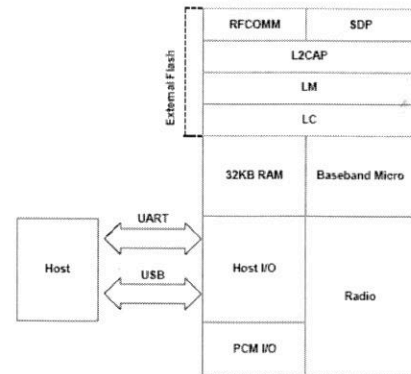 RFCOMM SDP
L2CAP
LM
LC
External Flash
32KB RAM Baseband Micro
UART
Host
Host I/O
USB
Radio
PCM I/O